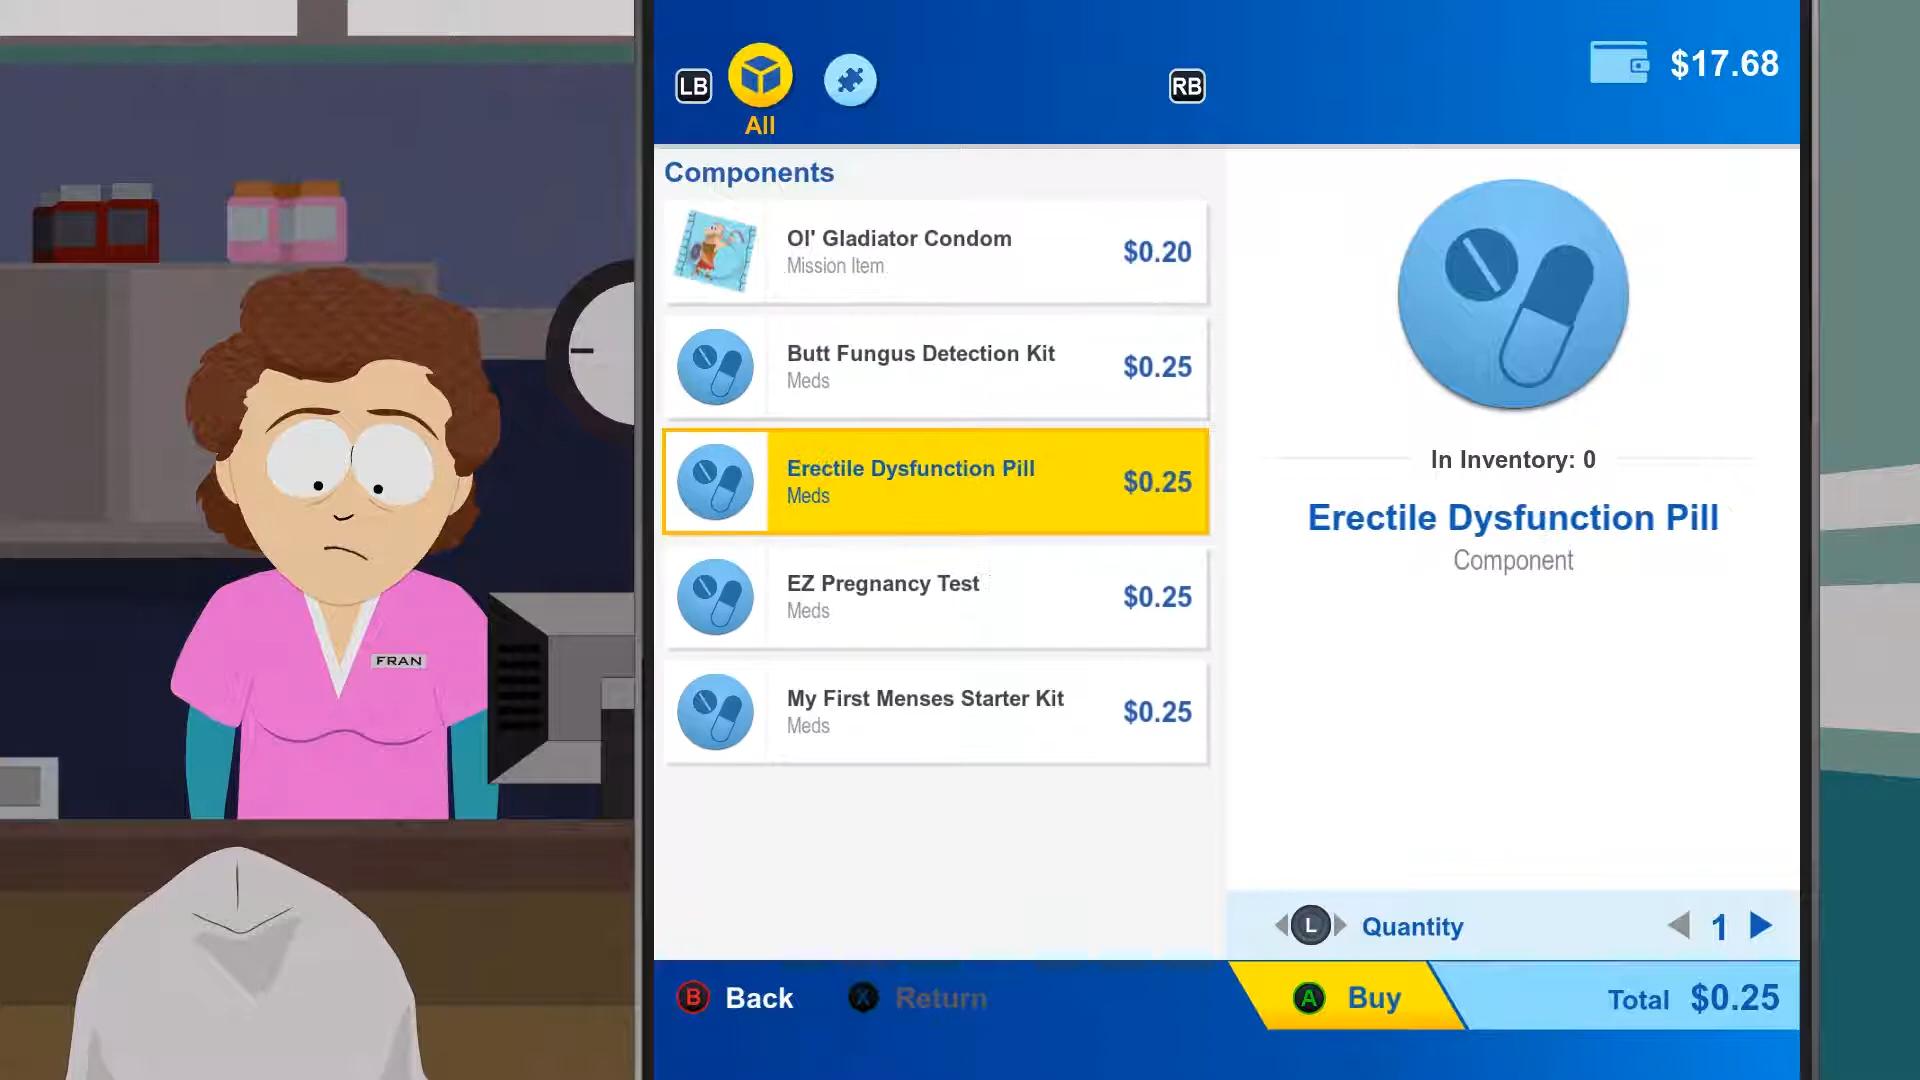 LB
All
RB
$17.68
Components
Ol' Gladiator Condom
Mission Item
$0.20
Butt Fungus Detection Kit
Meds
$0.25
Erectile Dysfunction Pill
Meds
$0.25
EZ Pregnancy Test
Meds
$0.25
My First Menses Starter Kit
Meds
$0.25
In Inventory: 0
Erectile Dysfunction Pill
Component
L Quantity 1
B Back
X Return
A Buy
Total $0.25
FRAN